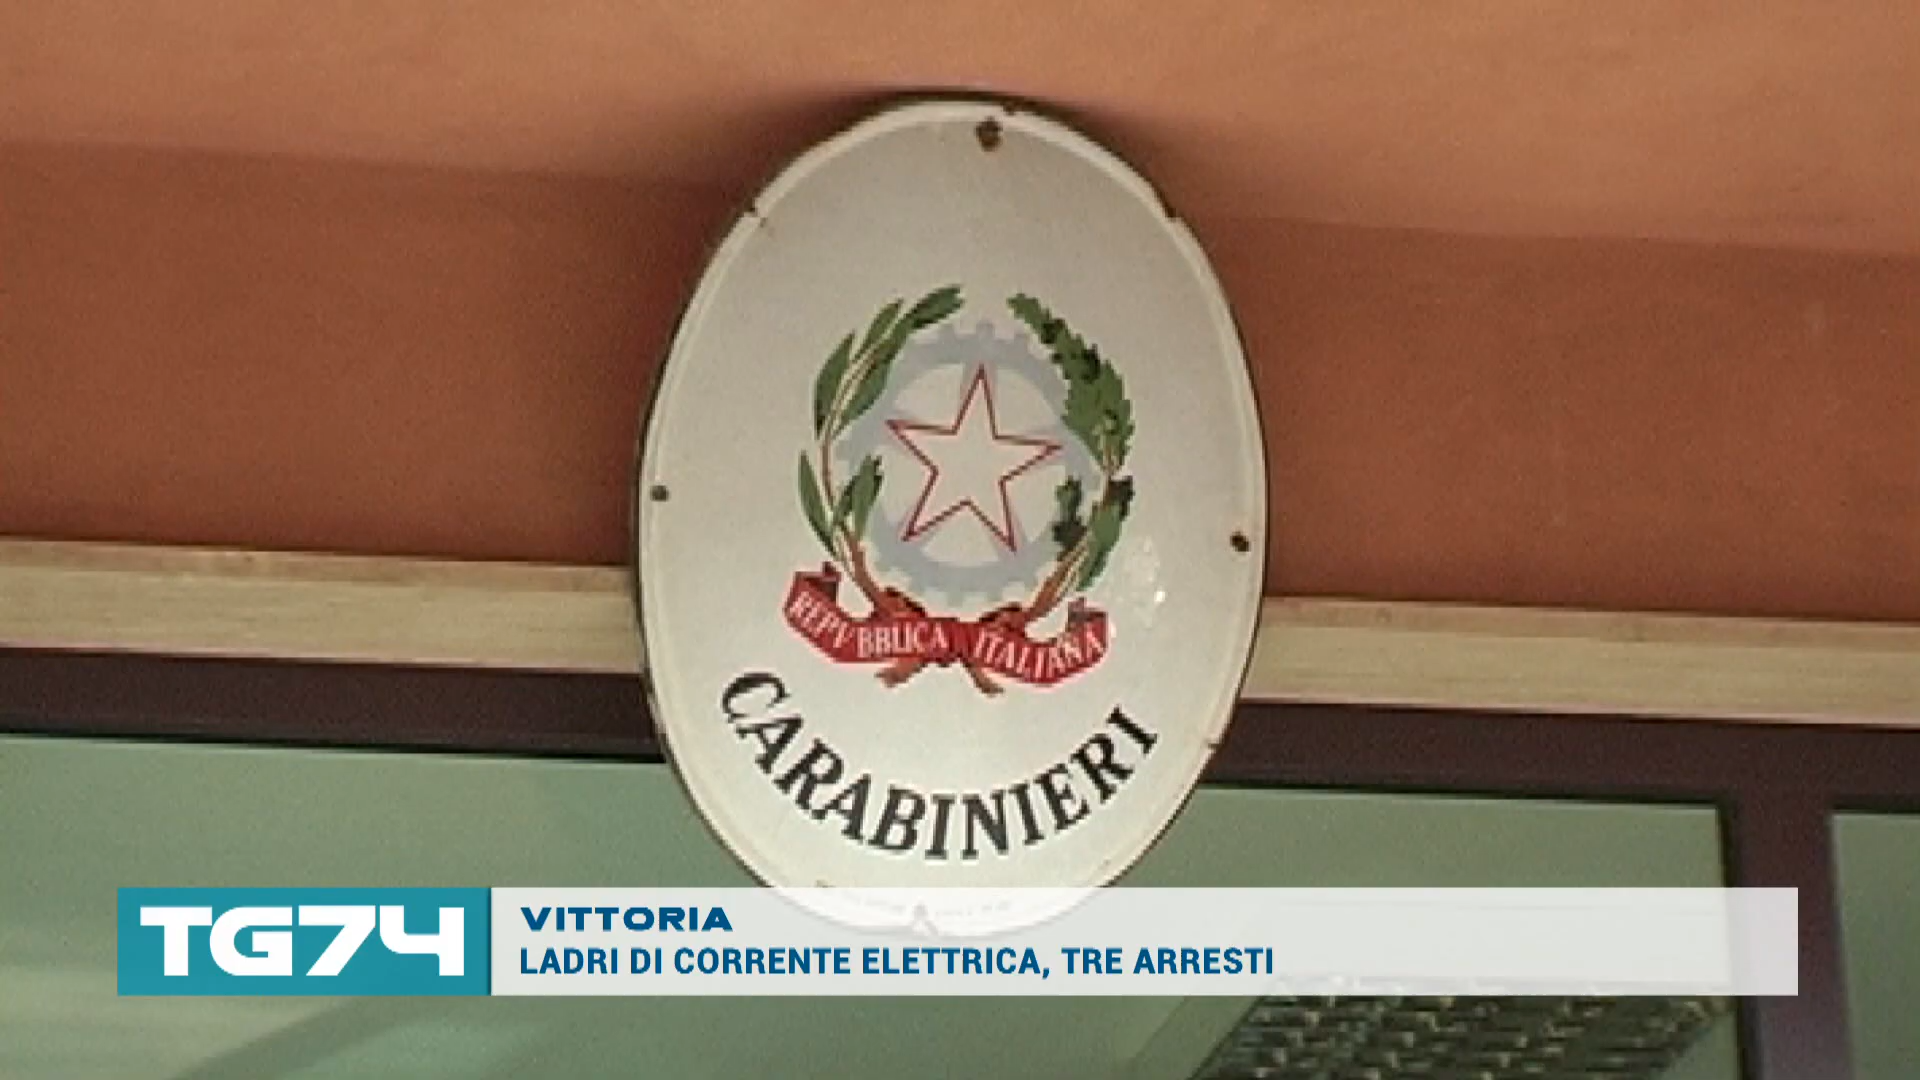 REPVBBLICA ITALIANA
CARABINIERI
TG74
VITTORIA
LADRI DI CORRENTE ELETTRICA, TRE ARRESTI